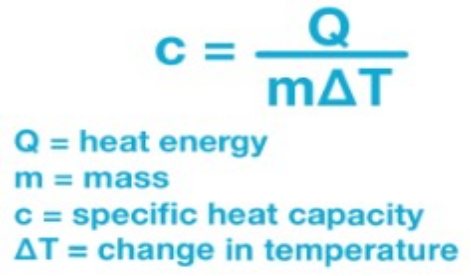 c = Q / mΔT
Q = heat energy
m = mass
c = specific heat capacity
ΔT = change in temperature